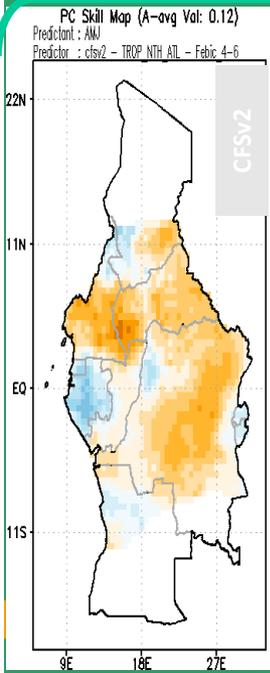 PC Skill Map (A-avg Val: 0.12)
Predictant : AMJ
Predictor : cfsv2 – TROP NTH ATL – Febic 4-6
CFSv2
22N
11N
EQ
11S
9E 18E 27E